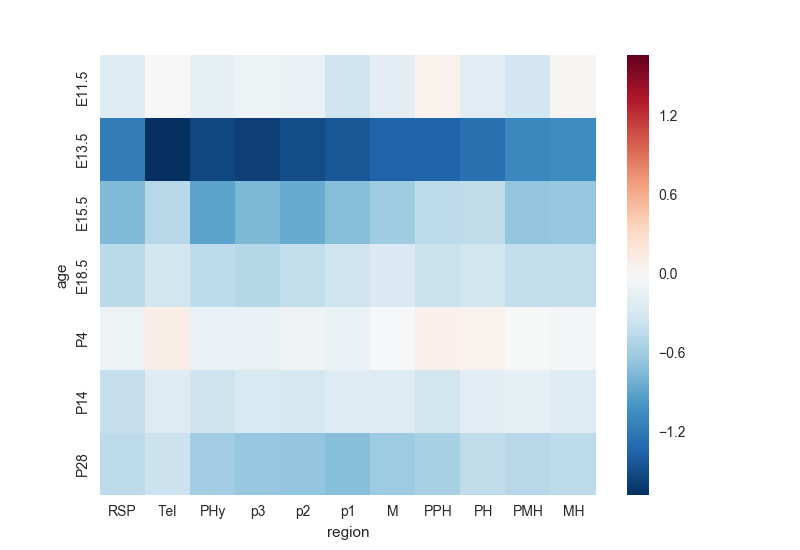 E11.5
E13.5
E15.5
E18.5
P4
P14
P28
age
RSP Tel PHy p3 p2 p1 M PPH PH PMH MH
region
1.2
0.6
0.0
−0.6
−1.2